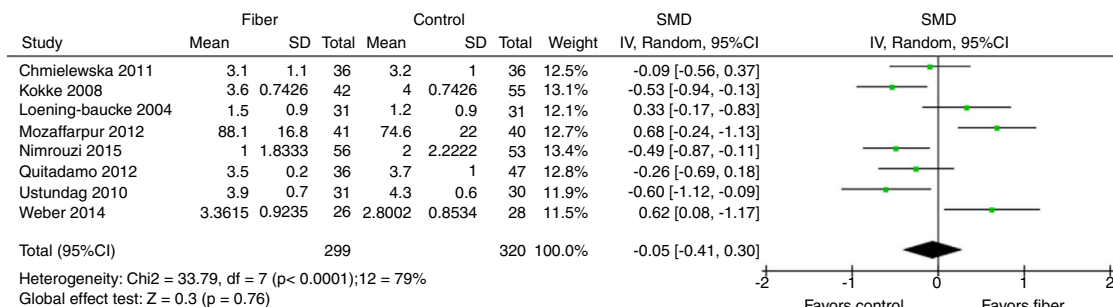 Fiber Control SMD SMD
Study Mean SD Total Mean SD Total Weight IV, Random, 95%CI IV, Random, 95%CI
Chmielewska 2011 3.1 1.1 36 3.2 1 36 12.5% -0.09 [-0.56, 0.37]
Kokke 2008 3.6 0.7426 42 4 0.7426 55 13.1% -0.53 [-0.94, -0.13]
Loening-baucke 2004 1.5 0.9 31 1.2 0.9 31 12.1% 0.33 [-0.17, -0.83]
Mozaffarpur 2012 88.1 16.8 41 74.6 22 40 12.7% 0.68 [-0.24, -1.13]
Nimrouzi 2015 1 1.8333 56 2 2.2222 53 13.4% -0.49 [-0.87, -0.11]
Quitadamo 2012 3.5 0.2 36 3.7 1 47 12.8% -0.26 [-0.69, 0.18]
Ustundag 2010 3.9 0.7 31 4.3 0.6 30 11.9% -0.60 [-1.12, -0.09]
Weber 2014 3.3615 0.9235 26 2.8002 0.8534 28 11.5% 0.62 [0.08, -1.17]
Total (95%CI) 299 320 100.0% -0.05 [-0.41, 0.30]
Heterogeneity: Chi2 = 33.79, df = 7 (p< 0.0001);12 = 79%
Global effect test: Z = 0.3 (p = 0.76)
-2 -1 0 1 2
Favors control Favors fiber